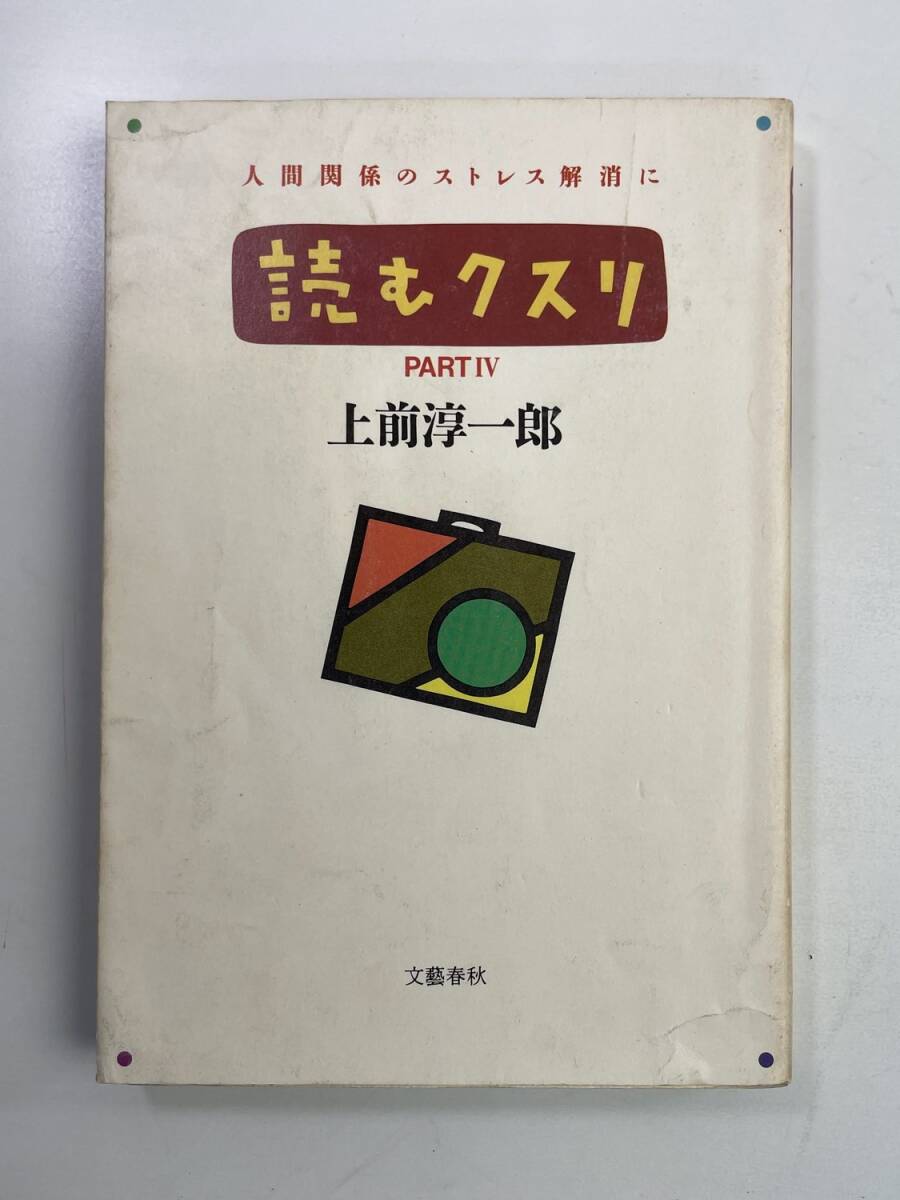 人間関係のストレス解消に
読むクスリ
PART IV
上前淳一郎
文藝春秋